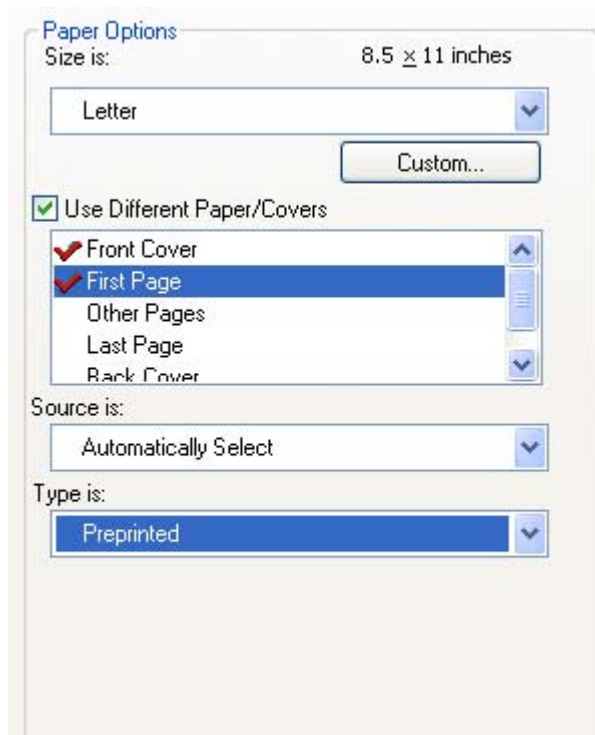 Paper Options
Size is: 8.5 x 11 inches
Letter
Custom...
Use Different Paper/Covers
Front Cover
First Page
Other Pages
Last Page
Back Cover
Source is:
Automatically Select
Type is:
Preprinted